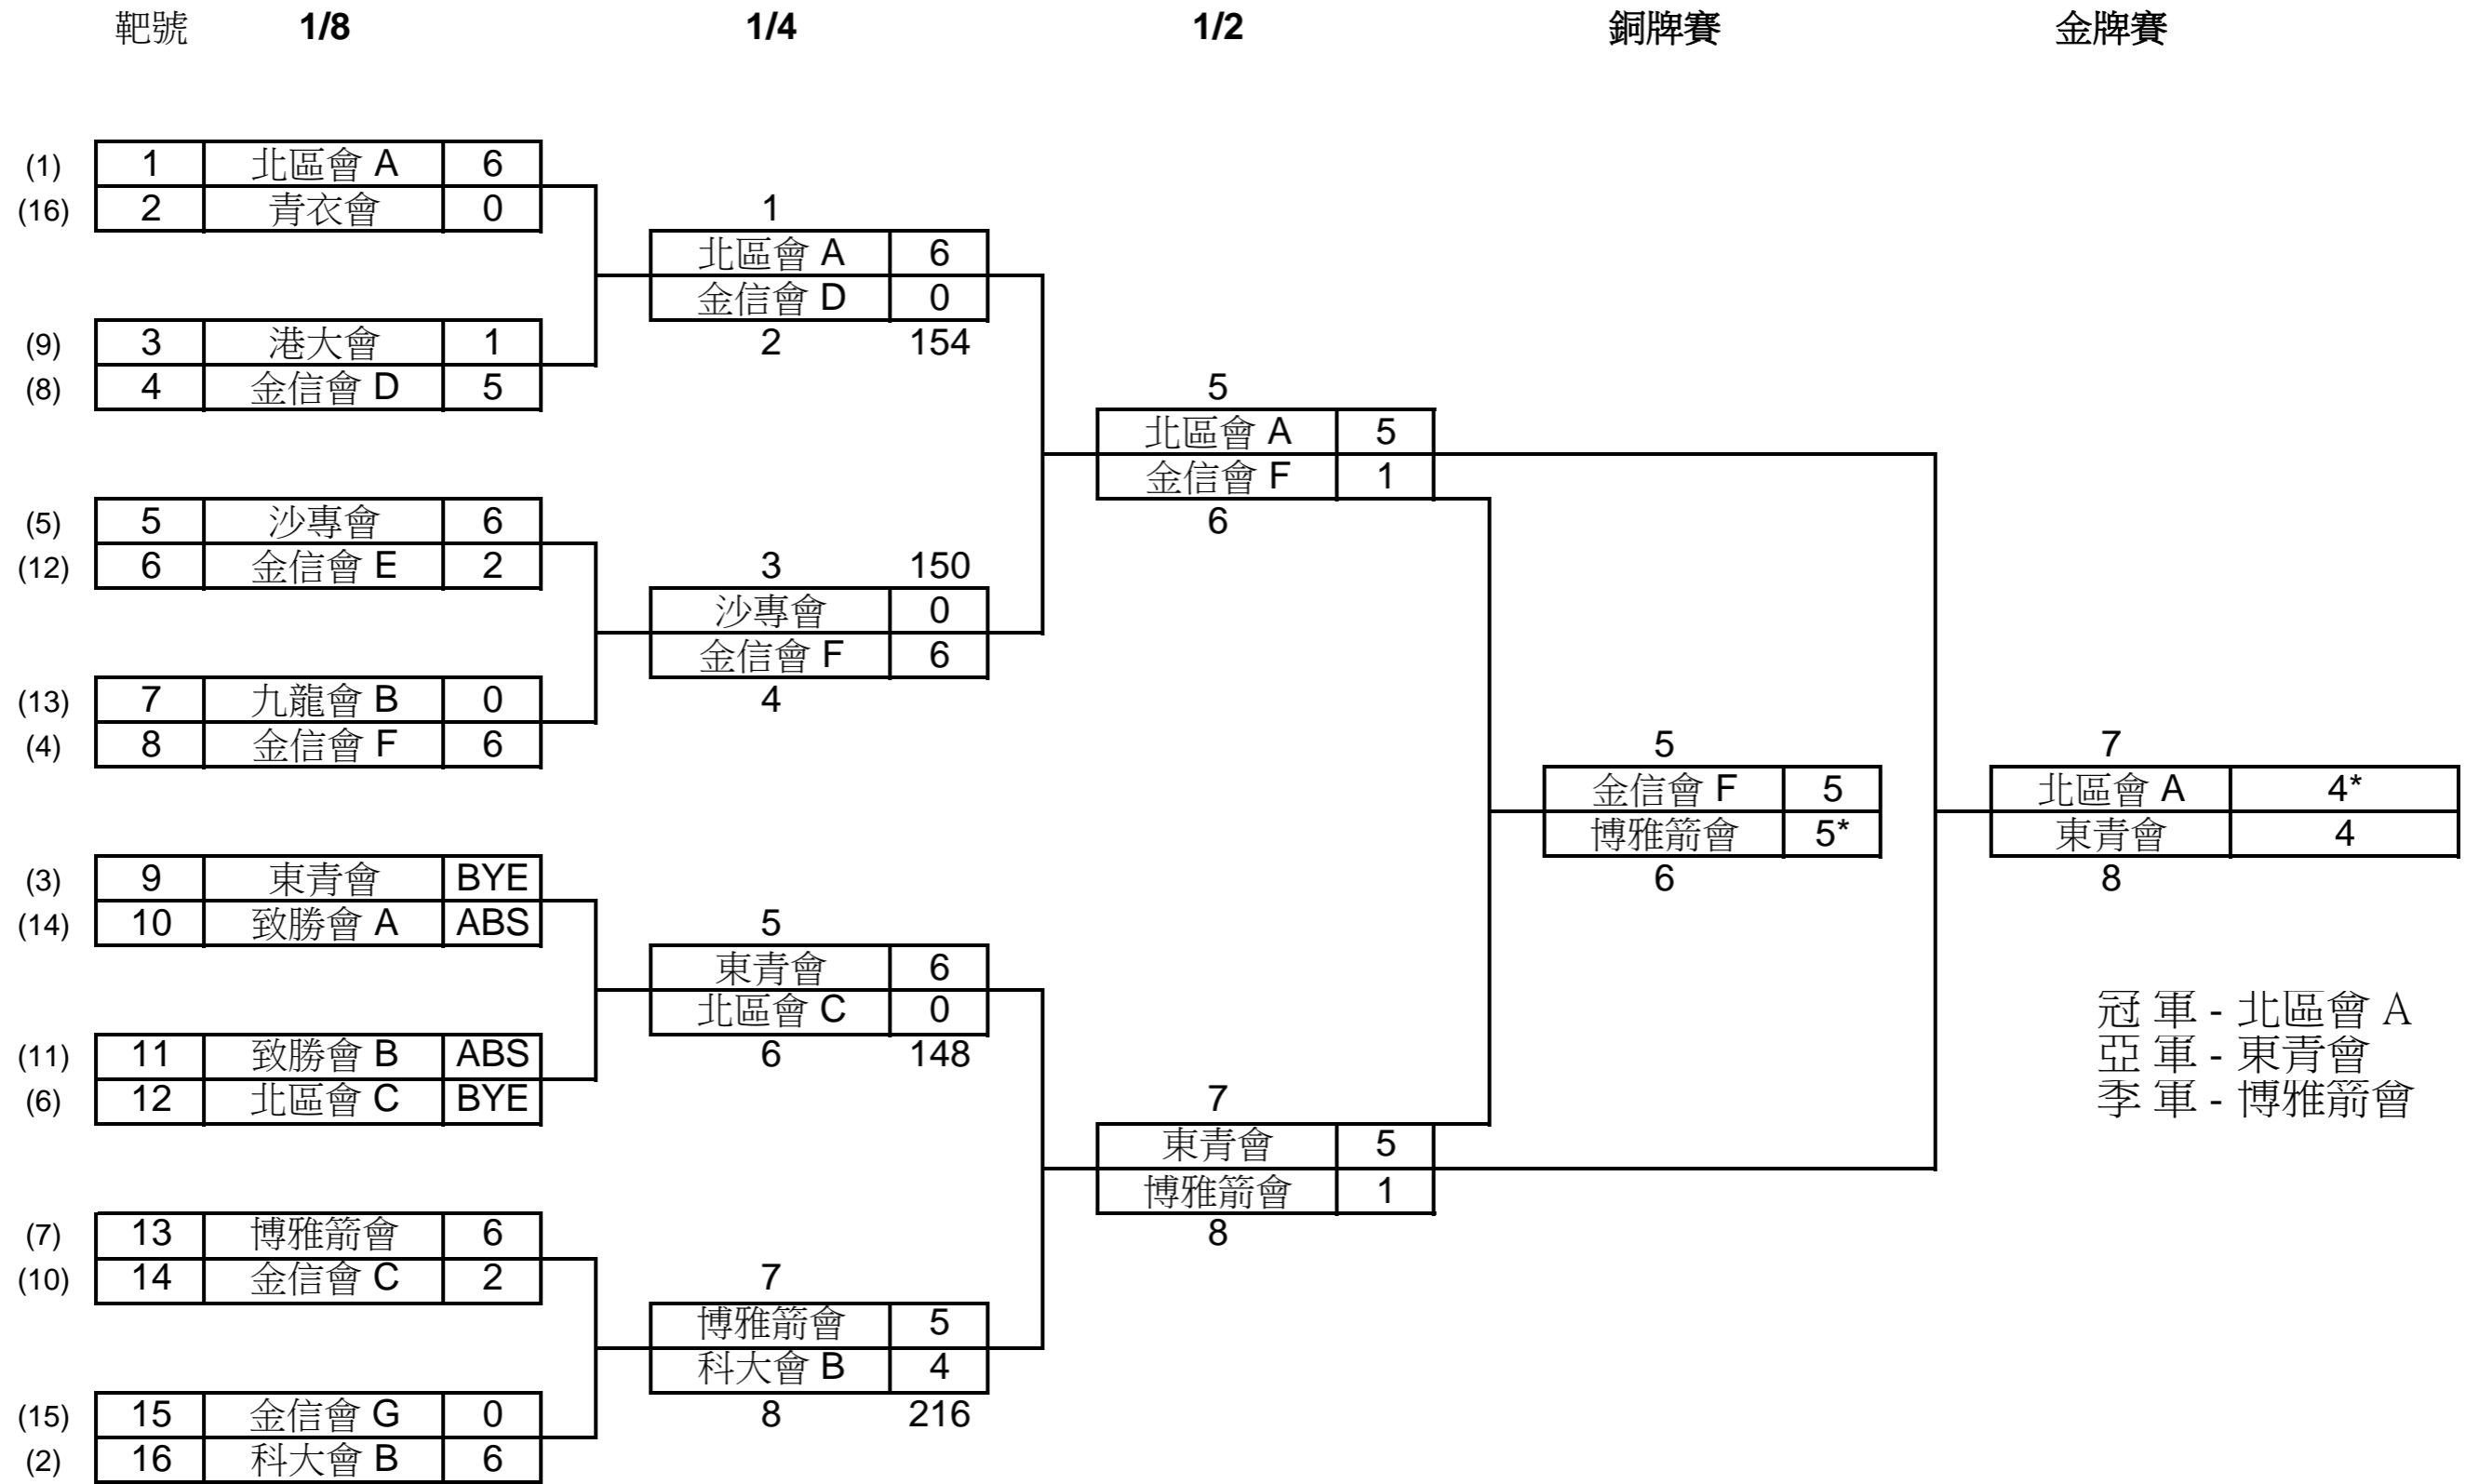 靶號 1/8 1/4 1/2 銅牌賽 金牌賽
(1) 1 北區會 A 6
(16) 2 青衣會 0 1
北區會 A 6
金信會 D 0
(9) 3 港大會 1 2 154
(8) 4 金信會 D 5 5
北區會 A 5
金信會 F 1
(5) 5 沙專會 6 6
(12) 6 金信會 E 2 3 150
沙專會 0
金信會 F 6
(13) 7 九龍會 B 0 4
(4) 8 金信會 F 6 5 7
金信會 F 5 北區會 A 4*
博雅箭會 5* 東青會 4
(3) 9 東青會 BYE 6 8
(14) 10 致勝會 A ABS 5
東青會 6
北區會 C 0 冠 軍 - 北區會 A
(11) 11 致勝會 B ABS 6 148 亞 軍 - 東青會
(6) 12 北區會 C BYE 7 季 軍 - 博雅箭會
東青會 5
博雅箭會 1
(7) 13 博雅箭會 6 8
(10) 14 金信會 C 2 7
博雅箭會 5
科大會 B 4
(15) 15 金信會 G 0 8 216
(2) 16 科大會 B 6